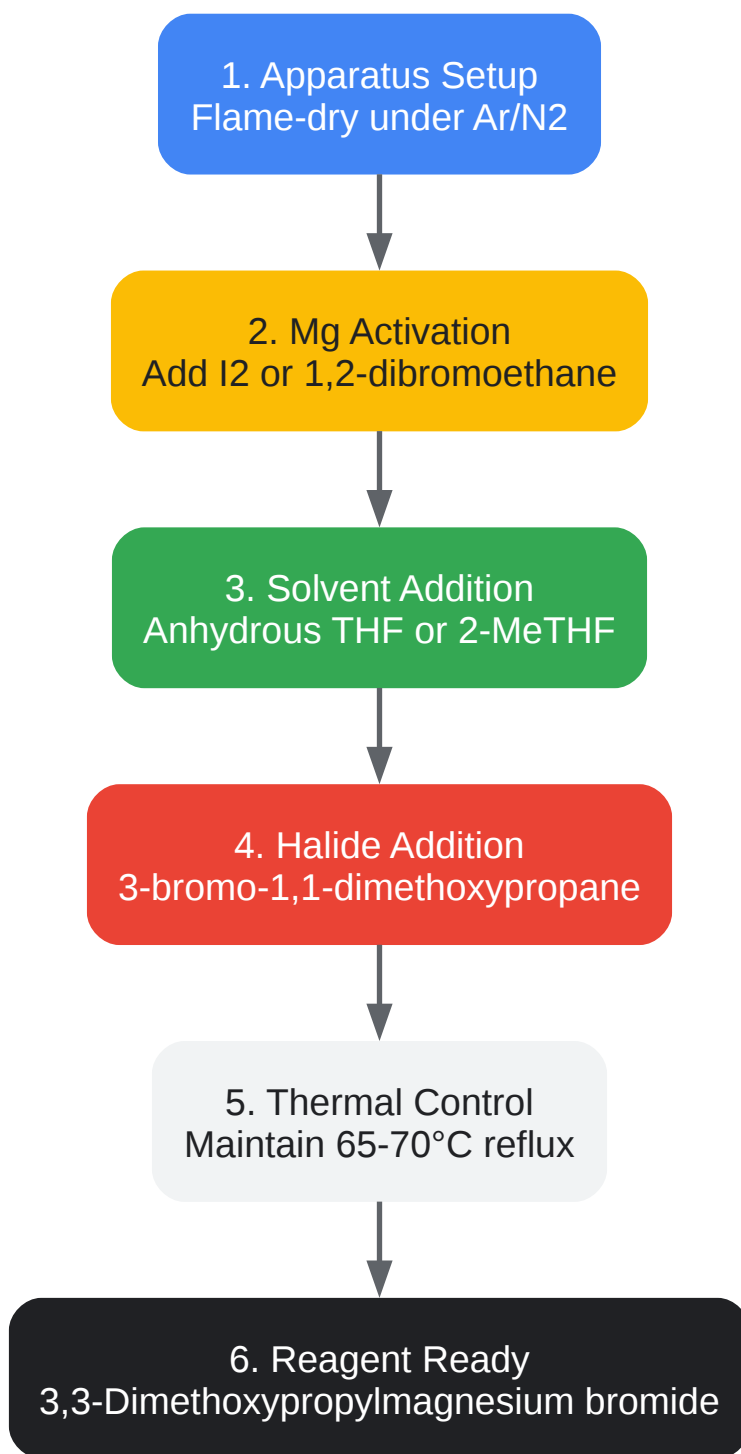 1. Apparatus Setup
Flame-dry under Ar/N2
2. Mg Activation
Add I2 or 1,2-dibromoethane
3. Solvent Addition
Anhydrous THF or 2-MeTHF
4. Halide Addition
3-bromo-1,1-dimethoxypropane
5. Thermal Control
Maintain 65-70°C reflux
6. Reagent Ready
3,3-Dimethoxypropylmagnesium bromide